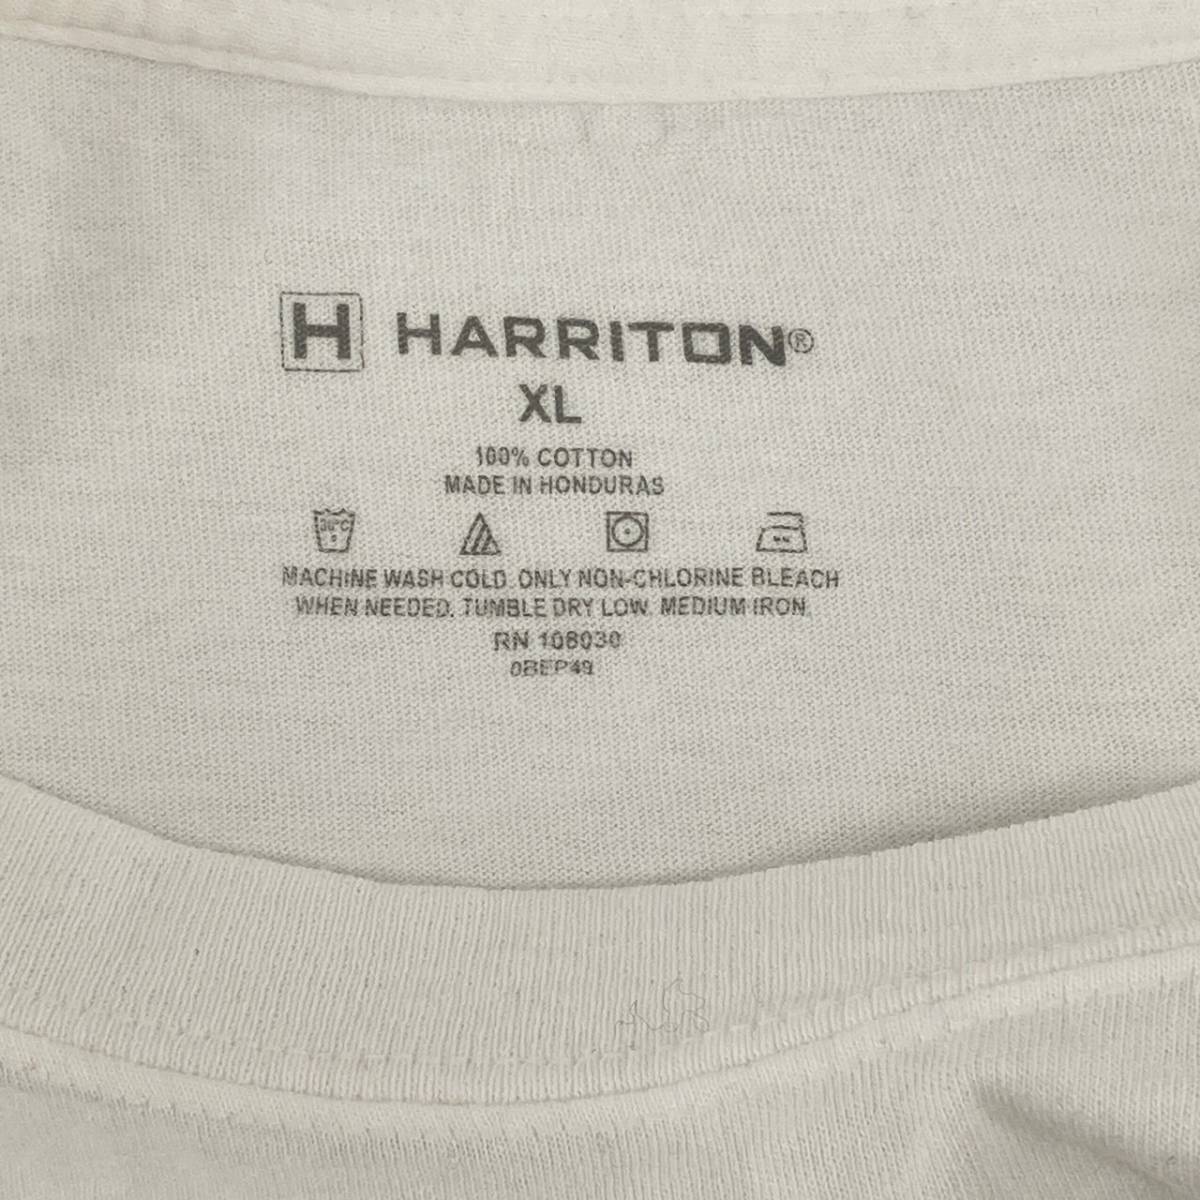 H HARRITON®
XL
100% COTTON
MADE IN HONDURAS
30°C
MACHINE WASH COLD. ONLY NON-CHLORINE BLEACH
WHEN NEEDED. TUMBLE DRY LOW. MEDIUM IRON.
RN 108030
0BEP49